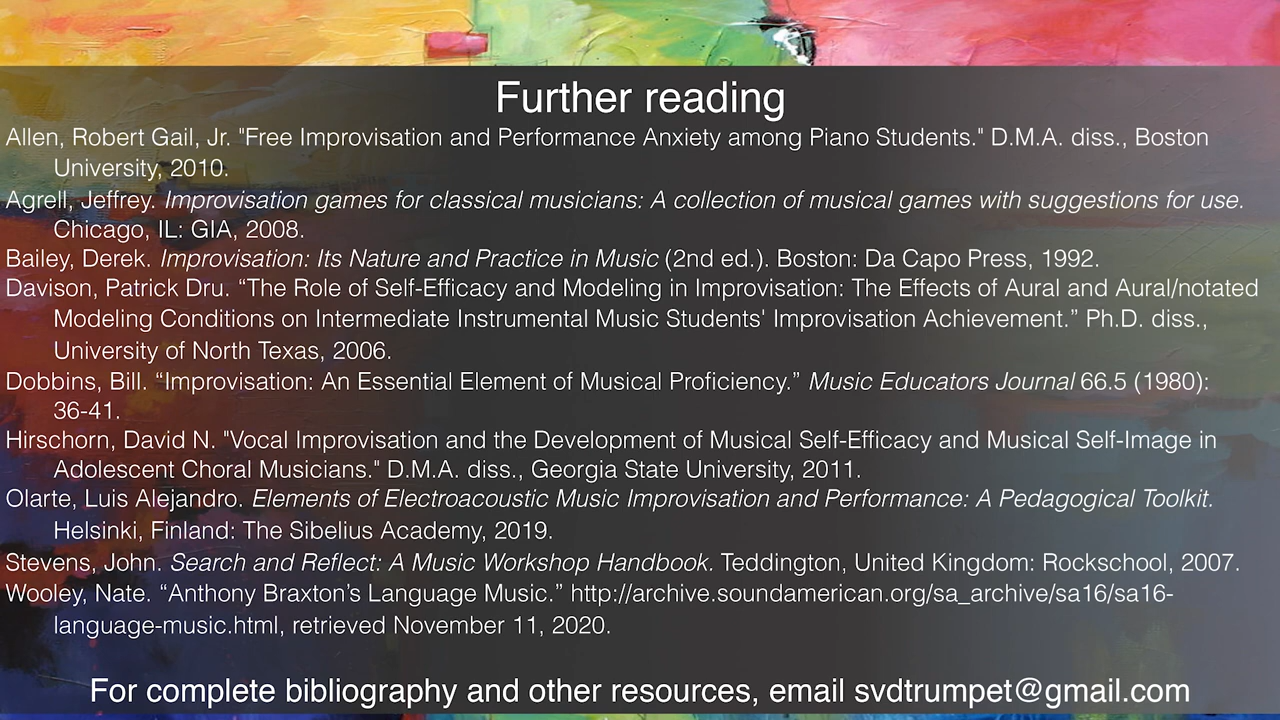 Further reading
Allen, Robert Gail, Jr. "Free Improvisation and Performance Anxiety among Piano Students." D.M.A. diss., Boston
University, 2010.
Agrell, Jeffrey. Improvisation games for classical musicians: A collection of musical games with suggestions for use.
Chicago, IL: GIA, 2008.
Bailey, Derek. Improvisation: Its Nature and Practice in Music (2nd ed.). Boston: Da Capo Press, 1992.
Davison, Patrick Dru. “The Role of Self-Efficacy and Modeling in Improvisation: The Effects of Aural and Aural/notated
Modeling Conditions on Intermediate Instrumental Music Students' Improvisation Achievement.” Ph.D. diss.,
University of North Texas, 2006.
Dobbins, Bill. “Improvisation: An Essential Element of Musical Proficiency.” Music Educators Journal 66.5 (1980):
36-41.
Hirschorn, David N. "Vocal Improvisation and the Development of Musical Self-Efficacy and Musical Self-Image in
Adolescent Choral Musicians." D.M.A. diss., Georgia State University, 2011.
Olarte, Luis Alejandro. Elements of Electroacoustic Music Improvisation and Performance: A Pedagogical Toolkit.
Helsinki, Finland: The Sibelius Academy, 2019.
Stevens, John. Search and Reflect: A Music Workshop Handbook. Teddington, United Kingdom: Rockschool, 2007.
Wooley, Nate. “Anthony Braxton’s Language Music.” http://archive.soundamerican.org/sa_archive/sa16/sa16-
language-music.html, retrieved November 11, 2020.
For complete bibliography and other resources, email svdtrumpet@gmail.com